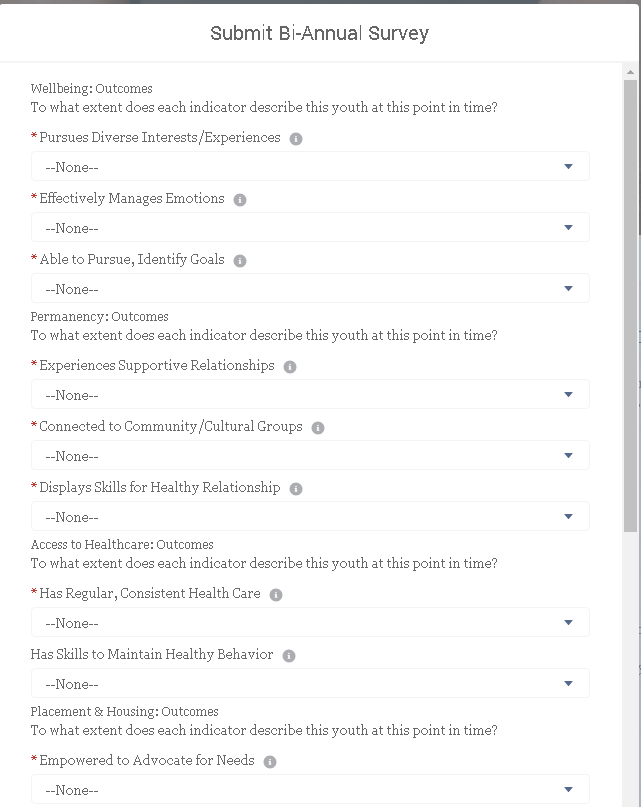 Submit Bi-Annual Survey
Wellbeing: Outcomes
To what extent does each indicator describe this youth at this point in time?
*Pursues Diverse Interests/Experiences
--None--
*Effectively Manages Emotions
--None--
*Able to Pursue, Identify Goals
--None--
Permanency: Outcomes
To what extent does each indicator describe this youth at this point in time?
*Experiences Supportive Relationships
--None--
*Connected to Community/Cultural Groups
--None--
*Displays Skills for Healthy Relationship
--None--
Access to Healthcare: Outcomes
To what extent does each indicator describe this youth at this point in time?
*Has Regular, Consistent Health Care
--None--
Has Skills to Maintain Healthy Behavior
--None--
Placement & Housing: Outcomes
To what extent does each indicator describe this youth at this point in time?
*Empowered to Advocate for Needs
--None--